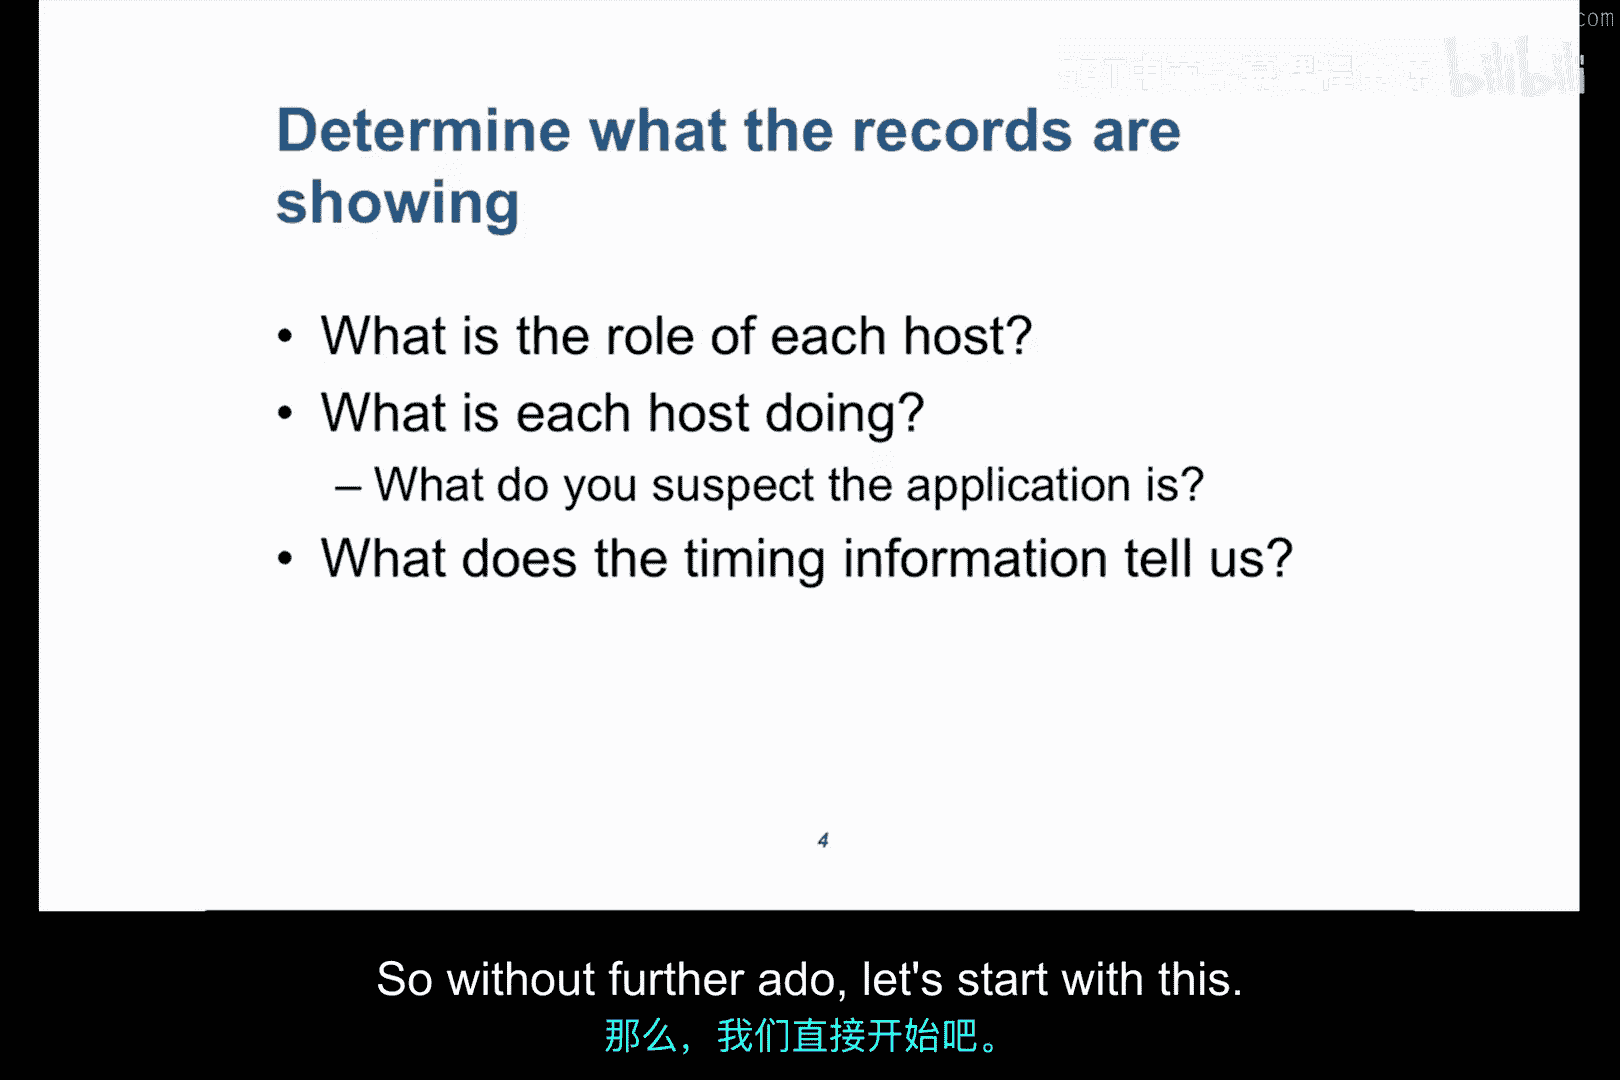 com
bilibili
Determine what the records are
showing
• What is the role of each host?
• What is each host doing?
– What do you suspect the application is?
• What does the timing information tell us?
4
So without further ado, let's start with this.
那么，我们直接开始吧。